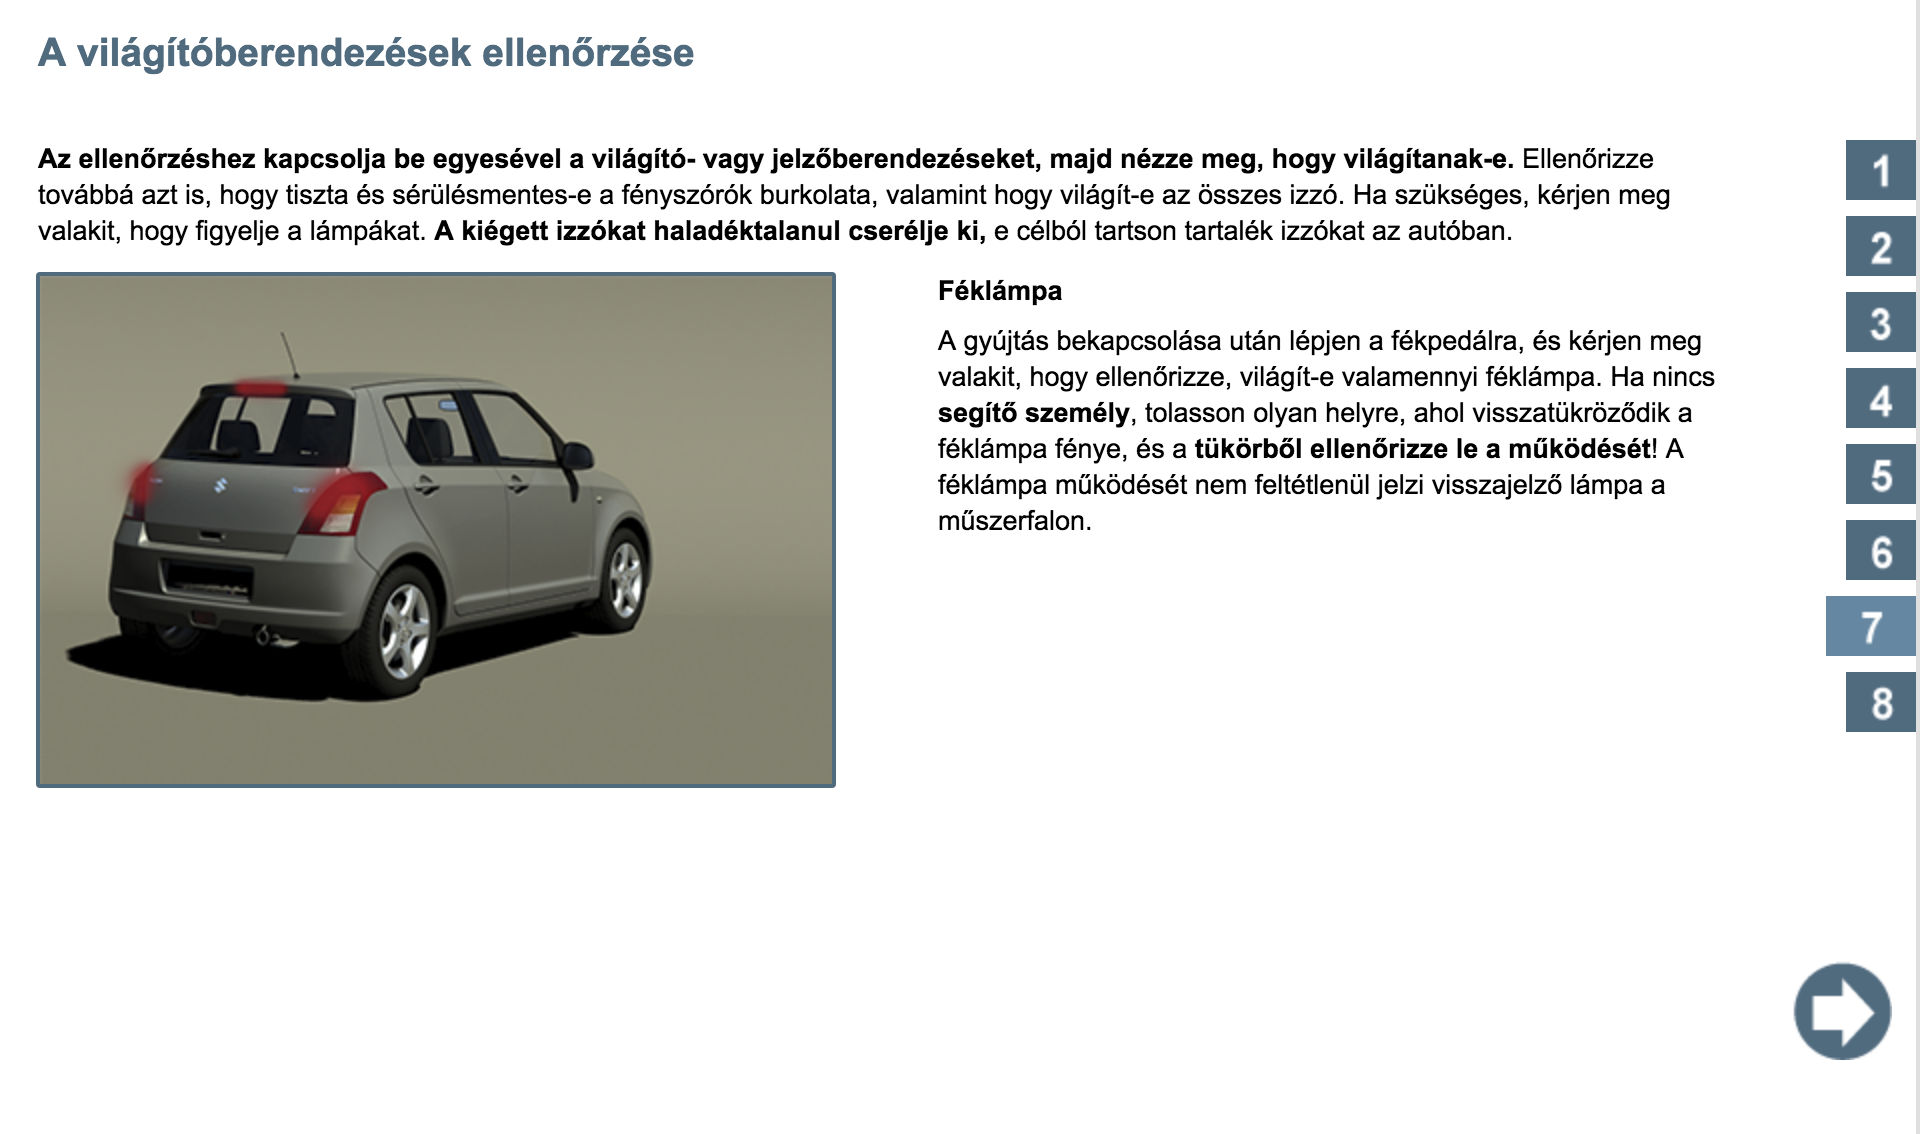 A világítóberendezések ellenőrzése
Az ellenőrzéshez kapcsolja be egyesével a világító- vagy jelzőberendezéseket, majd nézze meg, hogy világítanak-e. Ellenőrizze
továbbá azt is, hogy tiszta és sérülésmentes-e a fényszórók burkolata, valamint hogy világít-e az összes izzó. Ha szükséges, kérjen meg
valakit, hogy figyelje a lámpákat. A kiégett izzókat haladéktalanul cserélje ki, e célból tartson tartalék izzókat az autóban.
Féklámpa
A gyújtás bekapcsolása után lépjen a fékpedálra, és kérjen meg
valakit, hogy ellenőrizze, világít-e valamennyi féklámpa. Ha nincs
segítő személy, tolasson olyan helyre, ahol visszatükröződik a
féklámpa fénye, és a tükörből ellenőrizze le a működését! A
féklámpa működését nem feltétlenül jelzi visszajelző lámpa a
műszerfalon.
1
2
3
4
5
6
7
8